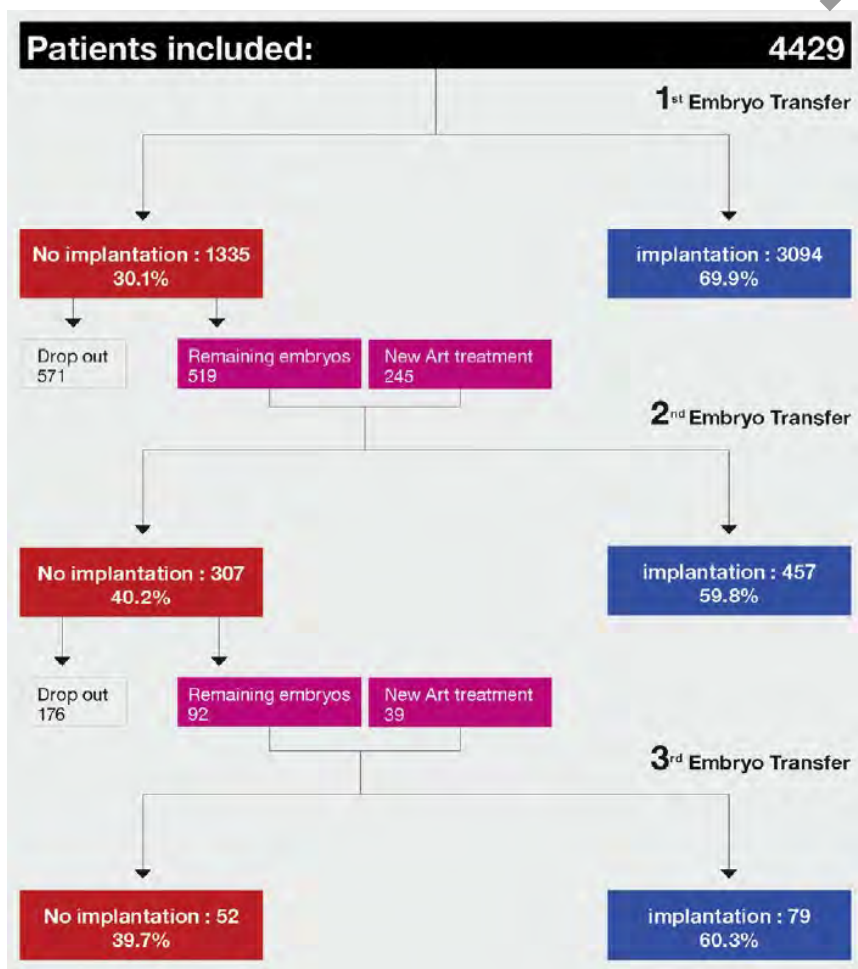 Patients included: 4429
1st Embryo Transfer
No implantation : 1335
30.1%
implantation : 3094
69.9%
Drop out
571
Remaining embryos
519
New Art treatment
245
2nd Embryo Transfer
No implantation : 307
40.2%
implantation : 457
59.8%
Drop out
176
Remaining embryos
92
New Art treatment
39
3rd Embryo Transfer
No implantation : 52
39.7%
implantation : 79
60.3%